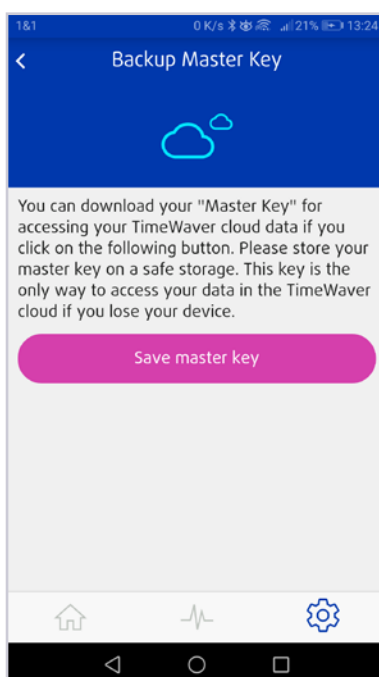 1&1 0 K/s 21% 13:24
Backup Master Key
You can download your "Master Key" for
accessing your TimeWaver cloud data if you
click on the following button. Please store your
master key on a safe storage. This key is the
only way to access your data in the TimeWaver
cloud if you lose your device.
Save master key